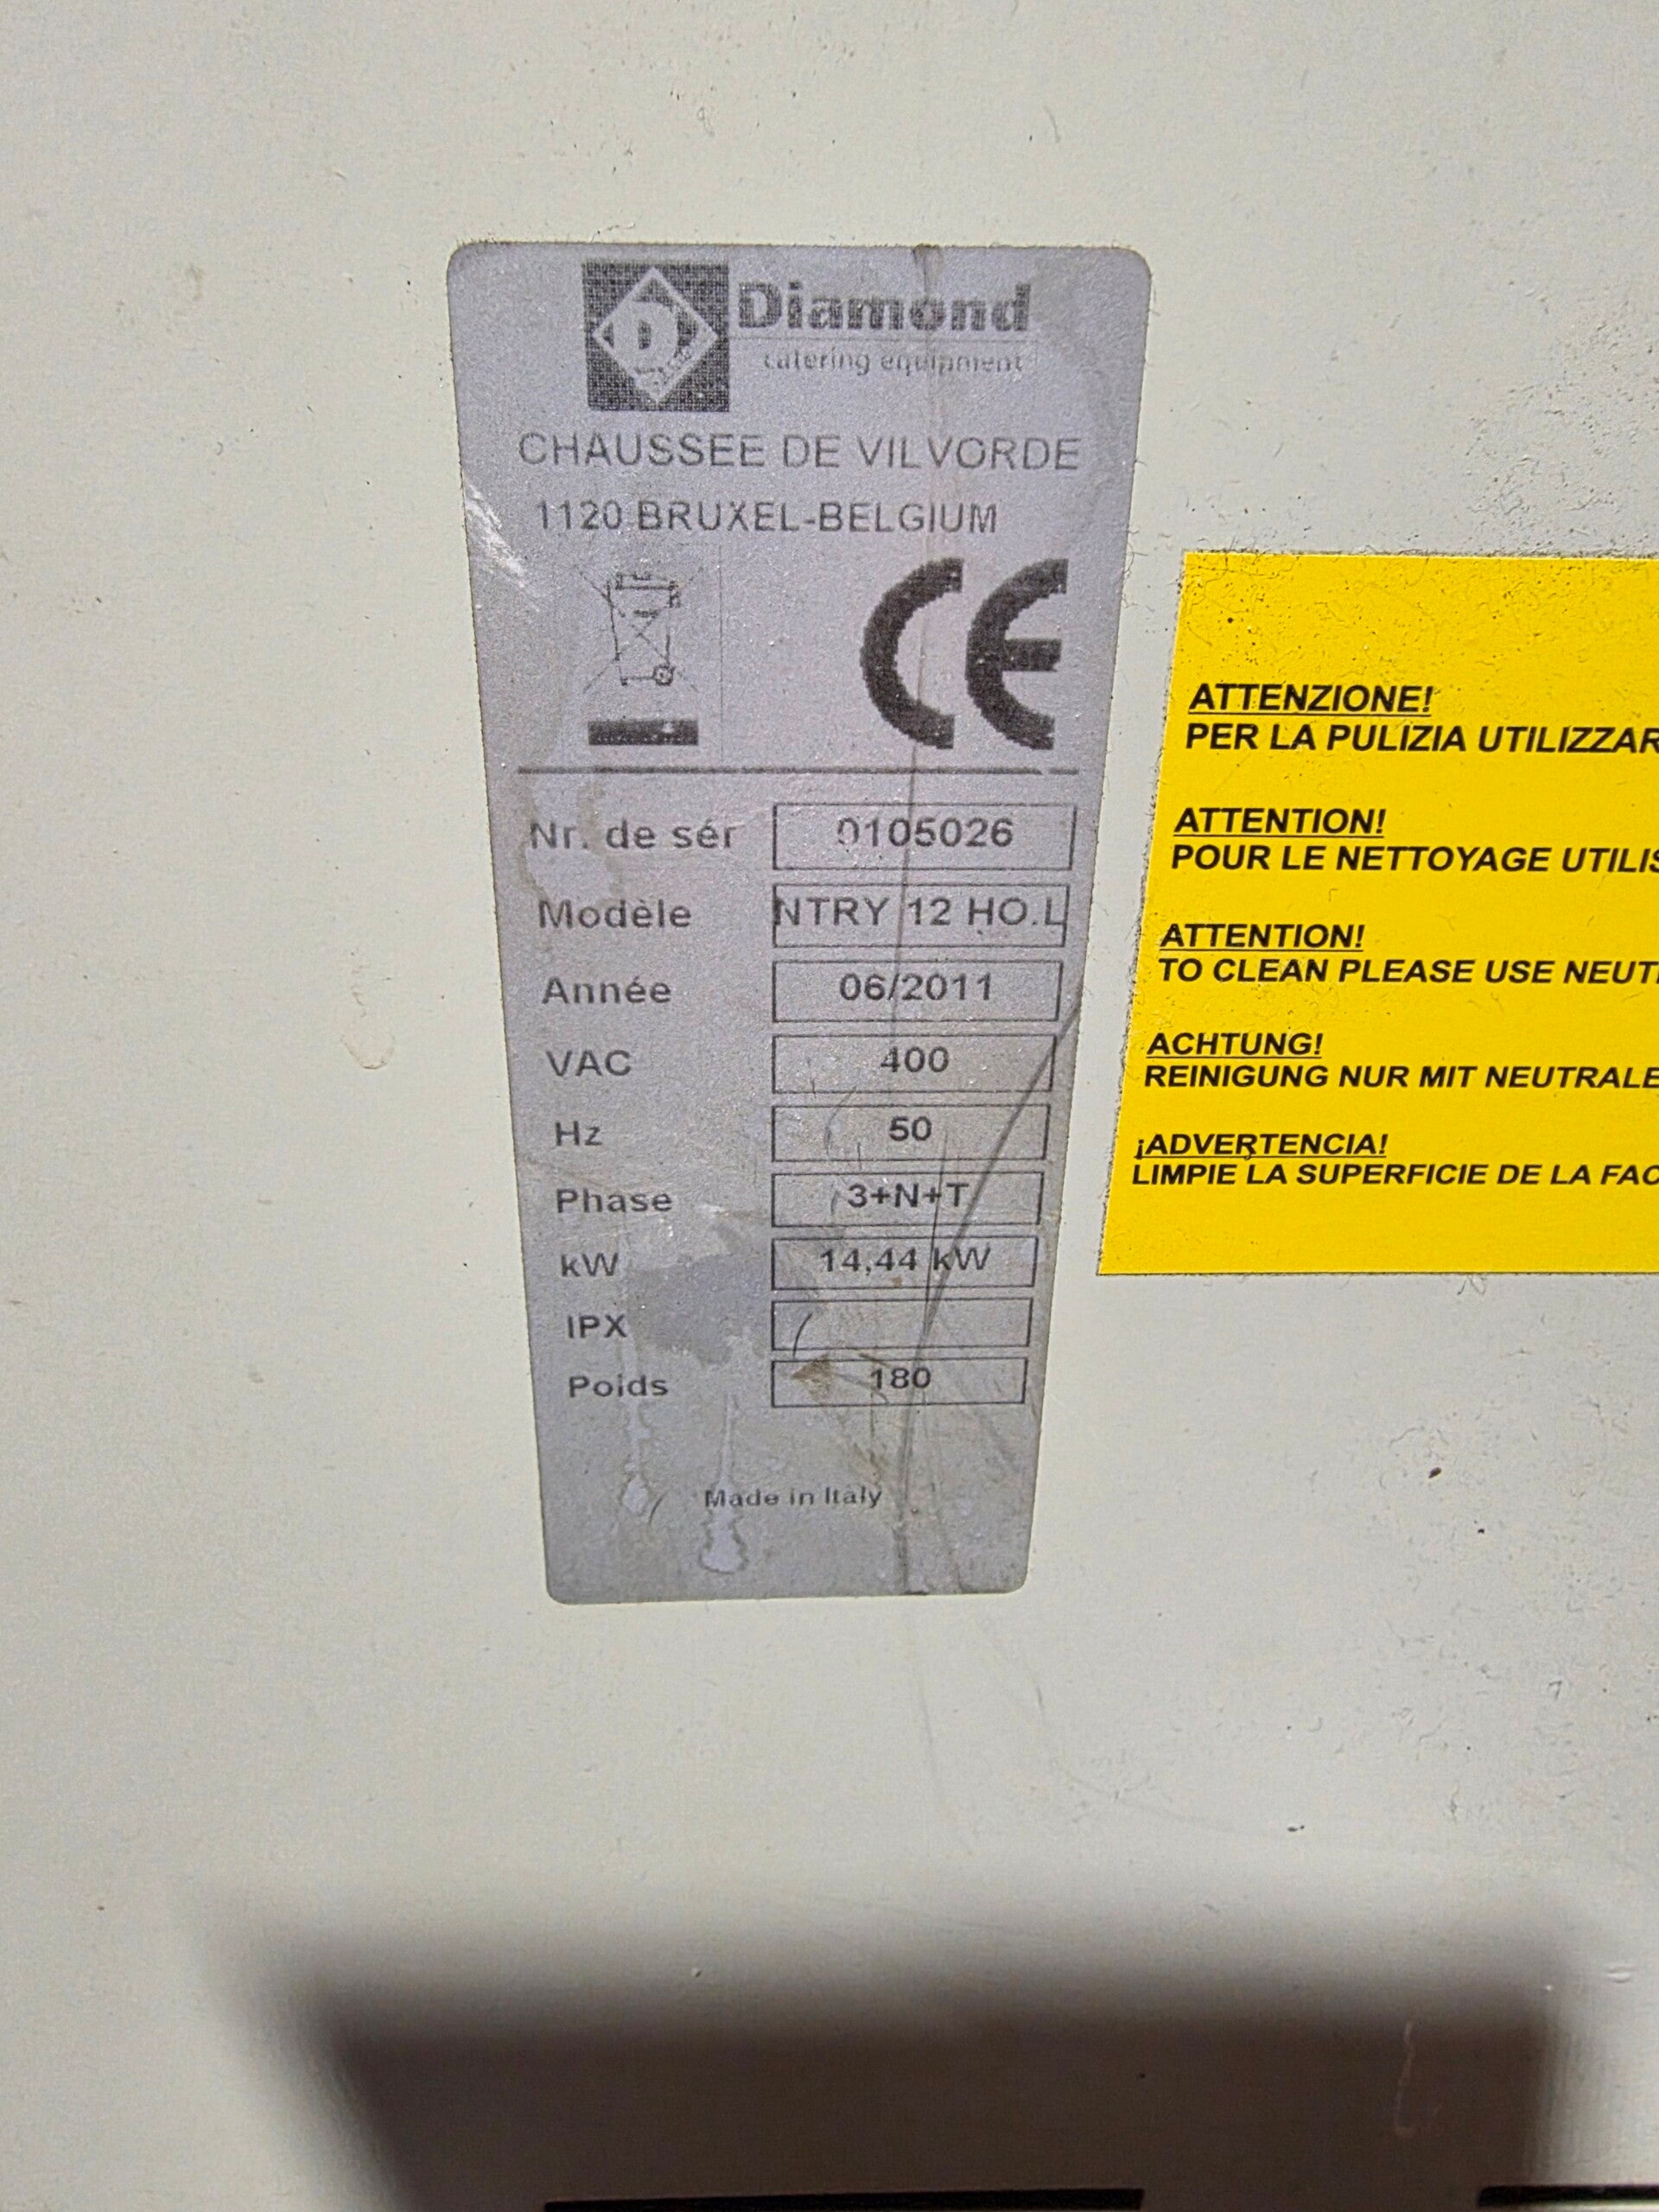 Diamond
catering equipment
CHAUSSEE DE VILVORDE
1120 BRUXEL-BELGIUM
CE
Nr. de sér 0105026
Modèle NTRY 12 HO.L
Année 06/2011
VAC 400
Hz 50
Phase 3+N+T
kW 14,44 kW
IPX
Poids 180
Made in Italy
ATTENZIONE!
PER LA PULIZIA UTILIZZAR
ATTENTION!
POUR LE NETTOYAGE UTILIS
ATTENTION!
TO CLEAN PLEASE USE NEUT
ACHTUNG!
REINIGUNG NUR MIT NEUTRALE
¡ADVERTENCIA!
LIMPIE LA SUPERFICIE DE LA FAC